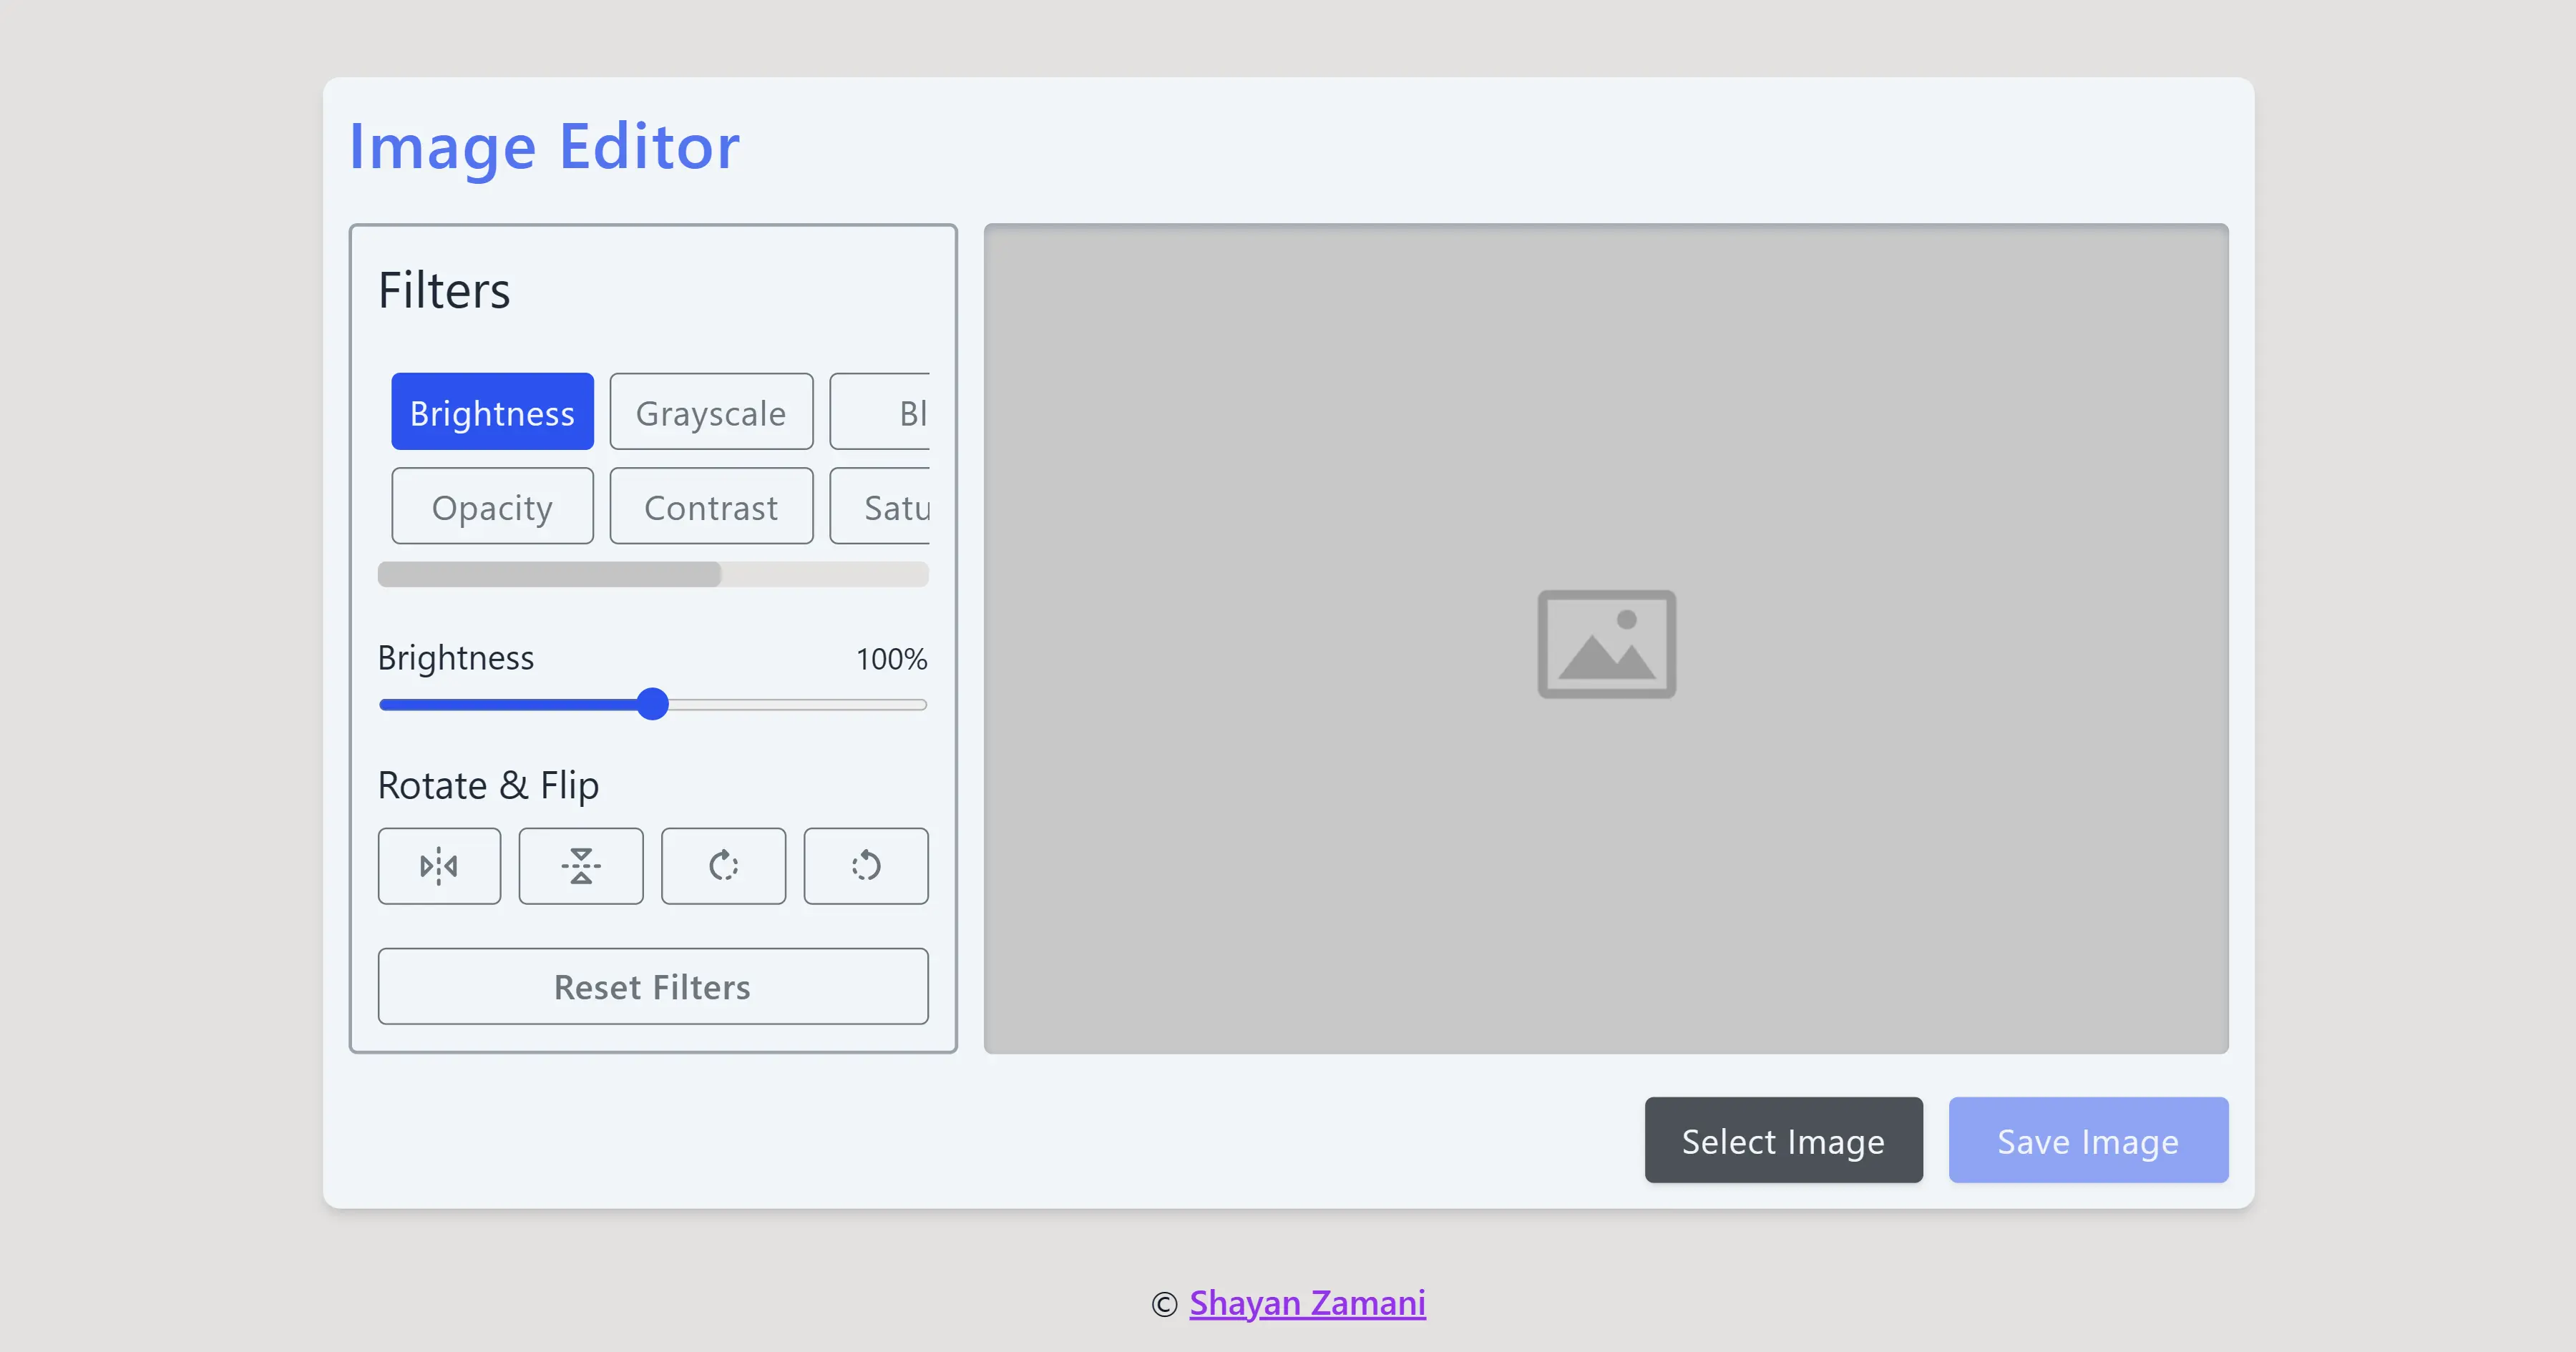 Image Editor
Filters
Brightness Grayscale Bl
Opacity Contrast Satu
Brightness 100%
Rotate & Flip
Reset Filters
Select Image Save Image
© Shayan Zamani